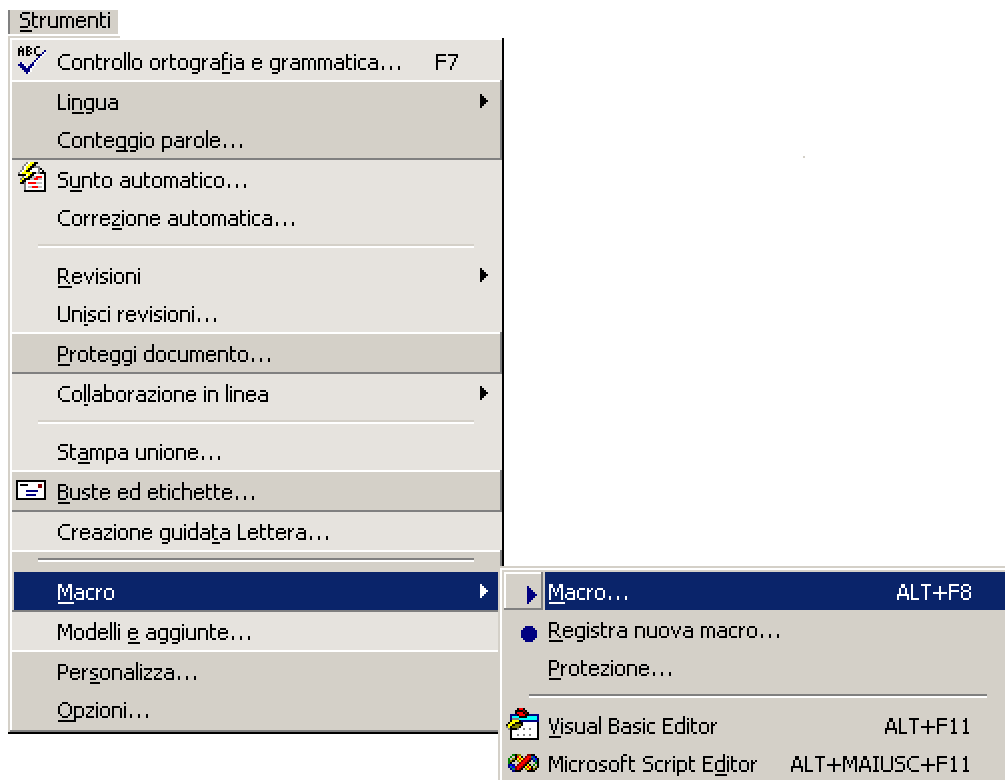 Strumenti
ABC
Controllo ortografia e grammatica... F7
Lingua
Conteggio parole...
Sunto automatico...
Correzione automatica...
Revisioni
Unisci revisioni...
Proteggi documento...
Collaborazione in linea
Stampa unione...
Buste ed etichette...
Creazione guidata Lettera...
Macro
Macro... ALT+F8
Modelli e aggiunte...
Registra nuova macro...
Personalizza...
Protezione...
Opzioni...
Visual Basic Editor ALT+F11
Microsoft Script Editor ALT+MAIUSC+F11